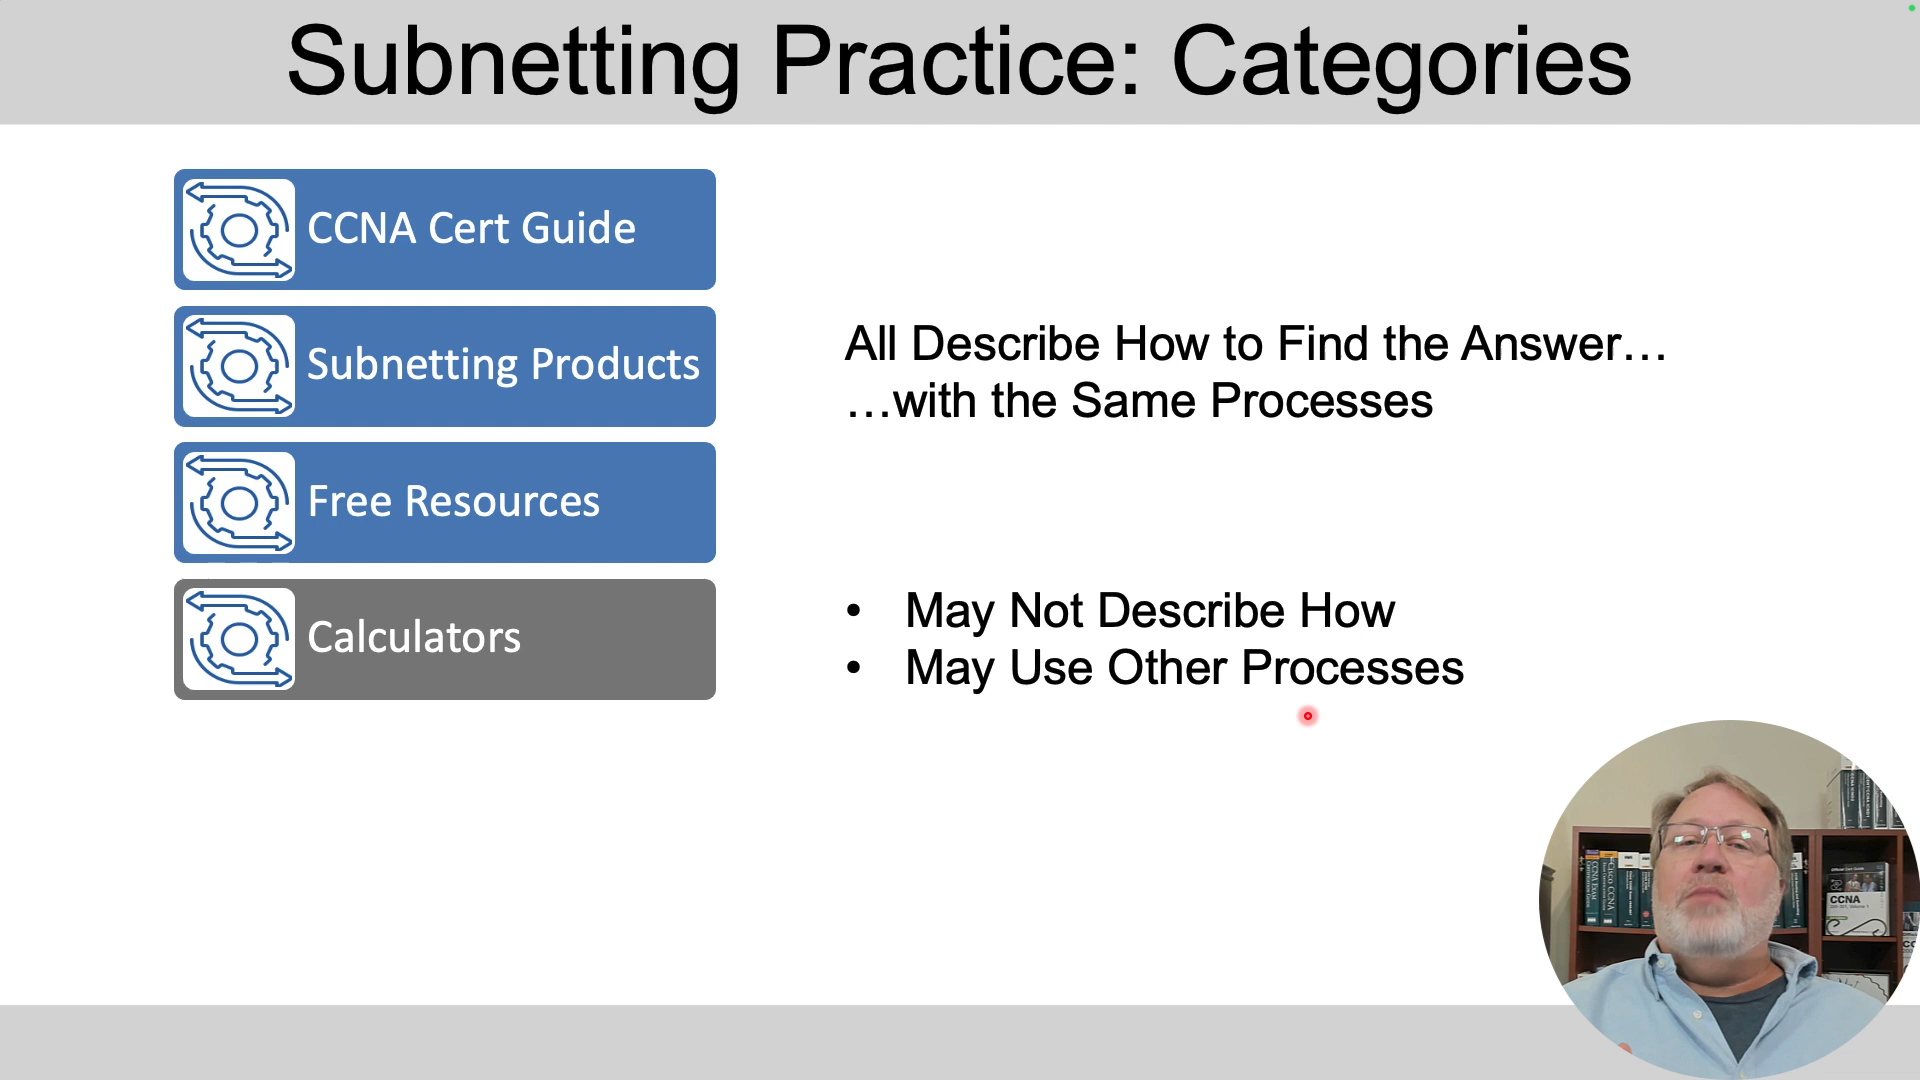 Subnetting Practice: Categories
CCNA Cert Guide
Subnetting Products
Free Resources
Calculators
All Describe How to Find the Answer…
…with the Same Processes
• May Not Describe How
• May Use Other Processes
CCNA